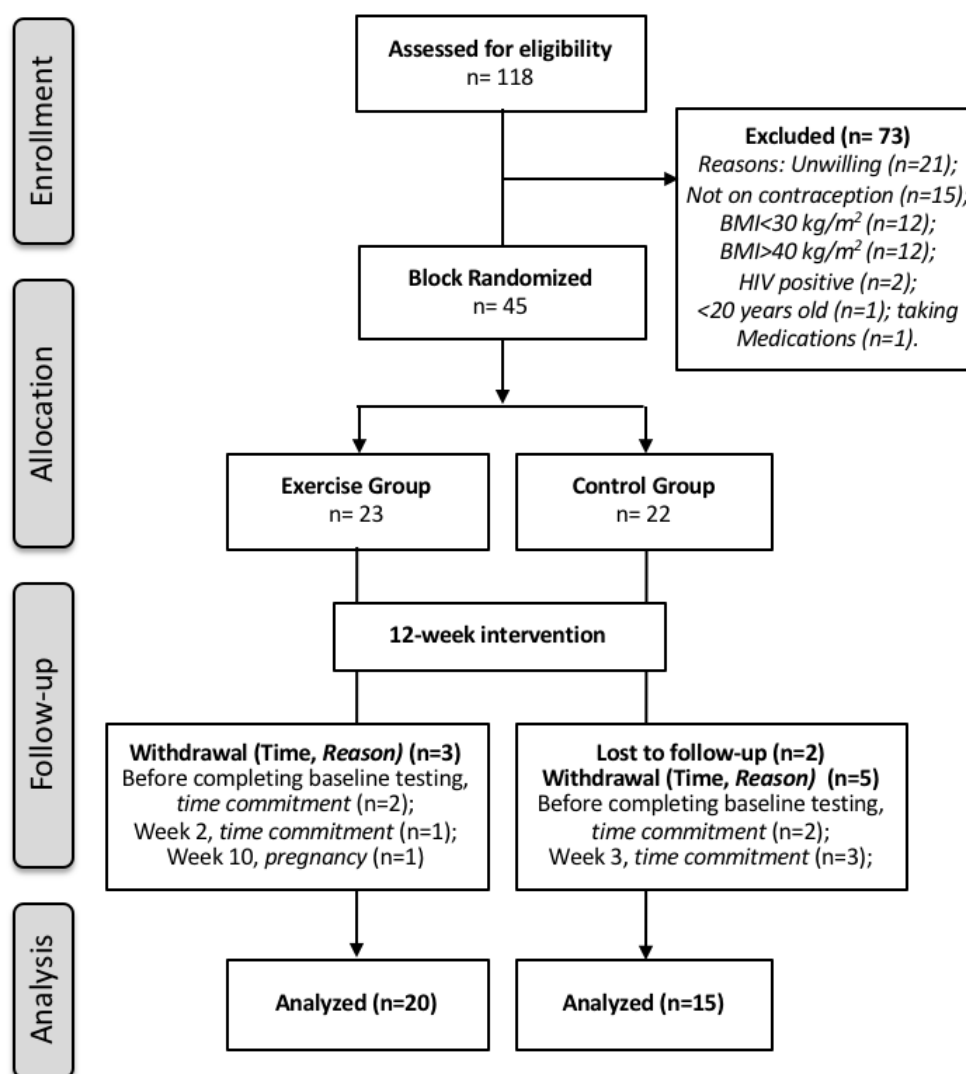 Enrollment
Assessed for eligibility
n= 118
Excluded (n= 73)
Reasons: Unwilling (n=21);
Not on contraception (n=15),
BMI<30 kg/m² (n=12);
BMI>40 kg/m² (n=12);
HIV positive (n=2);
<20 years old (n=1); taking
Medications (n=1).
Allocation
Block Randomized
n= 45
Exercise Group
n= 23
Control Group
n= 22
Follow-up
12-week intervention
Withdrawal (Time, Reason) (n=3)
Before completing baseline testing,
time commitment (n=2);
Week 2, time commitment (n=1);
Week 10, pregnancy (n=1)
Lost to follow-up (n=2)
Withdrawal (Time, Reason) (n=5)
Before completing baseline testing,
time commitment (n=2);
Week 3, time commitment (n=3);
Analysis
Analyzed (n=20)
Analyzed (n=15)